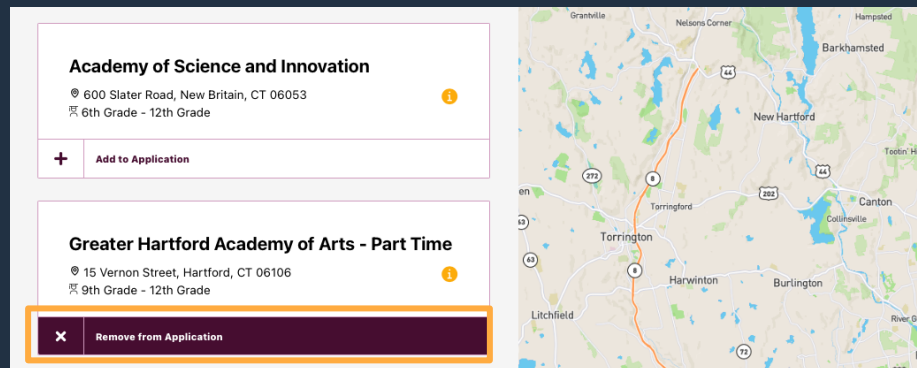 Academy of Science and Innovation
600 Slater Road, New Britain, CT 06053
6th Grade - 12th Grade
+ Add to Application
Greater Hartford Academy of Arts - Part Time
15 Vernon Street, Hartford, CT 06106
9th Grade - 12th Grade
Remove from Application
Grantville
Nelsons Corner
Hampsted
Barkhamsted
44
New Hartford
272
8
44
en
202
Canton
Torringford
Collinsville
63
Torrington
63
8
Harwinton
Burlington
Litchfield
River G
72